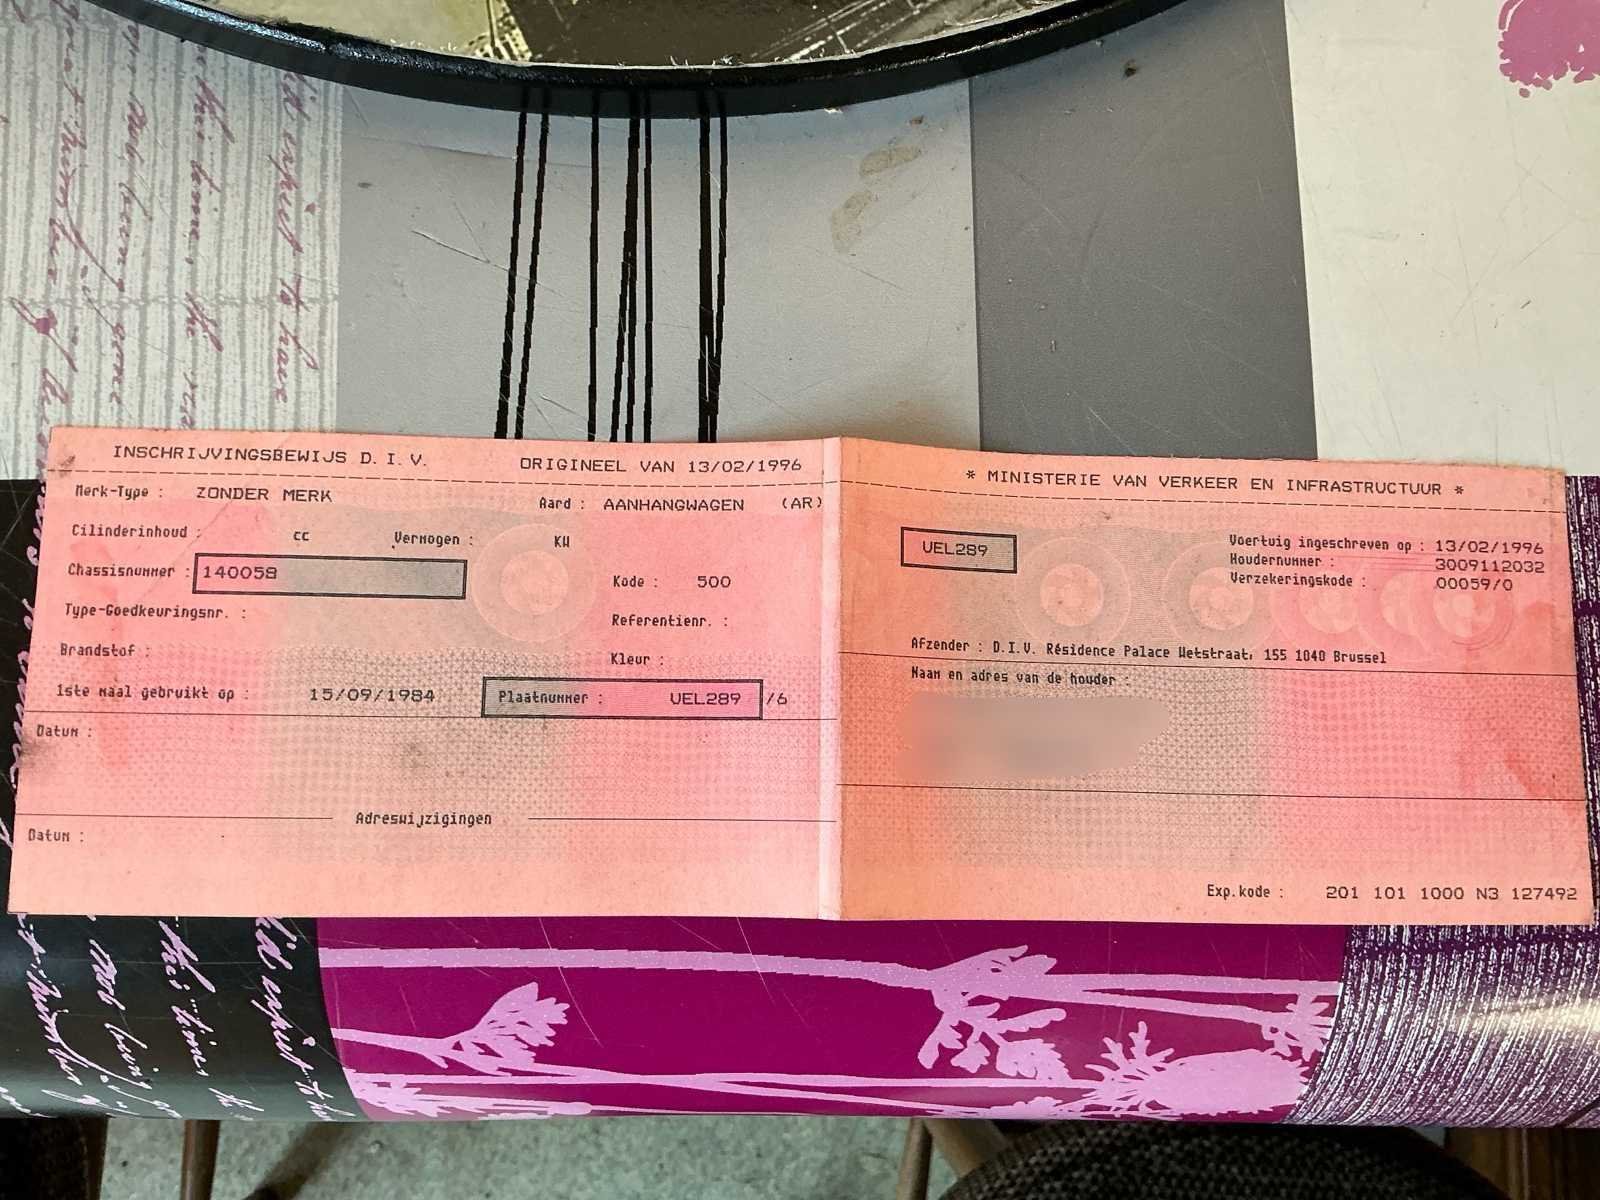 INSCHRIJVINGSBEWIJS D.I.V. ORIGINEEL VAN 13/02/1996
Merk-Type : ZONDER MERK Aard : AANHANGWAGEN (AR)
Cilinderinhoud : cc Vermogen : KW
Chassisnummer : 140058 Kode : 500
Type-Goedkeuringsnr. : Referentienr. :
Brandstof : Kleur :
1ste maal gebruikt op : 15/09/1984 Plaatnummer : UEL289 /6
Datum :
Adreswijzigingen
Datum :
* MINISTERIE VAN VERKEER EN INFRASTRUCTUUR *
UEL289
Voertuig ingeschreven op : 13/02/1996
Houdernummer : 3009112032
Verzekeringskode : 00059/0
Afzender : D.I.V. Résidence Palace Wetstraat, 155 1040 Brussel
Naam en adres van de houder :
Exp.kode : 201 101 1000 N3 127492